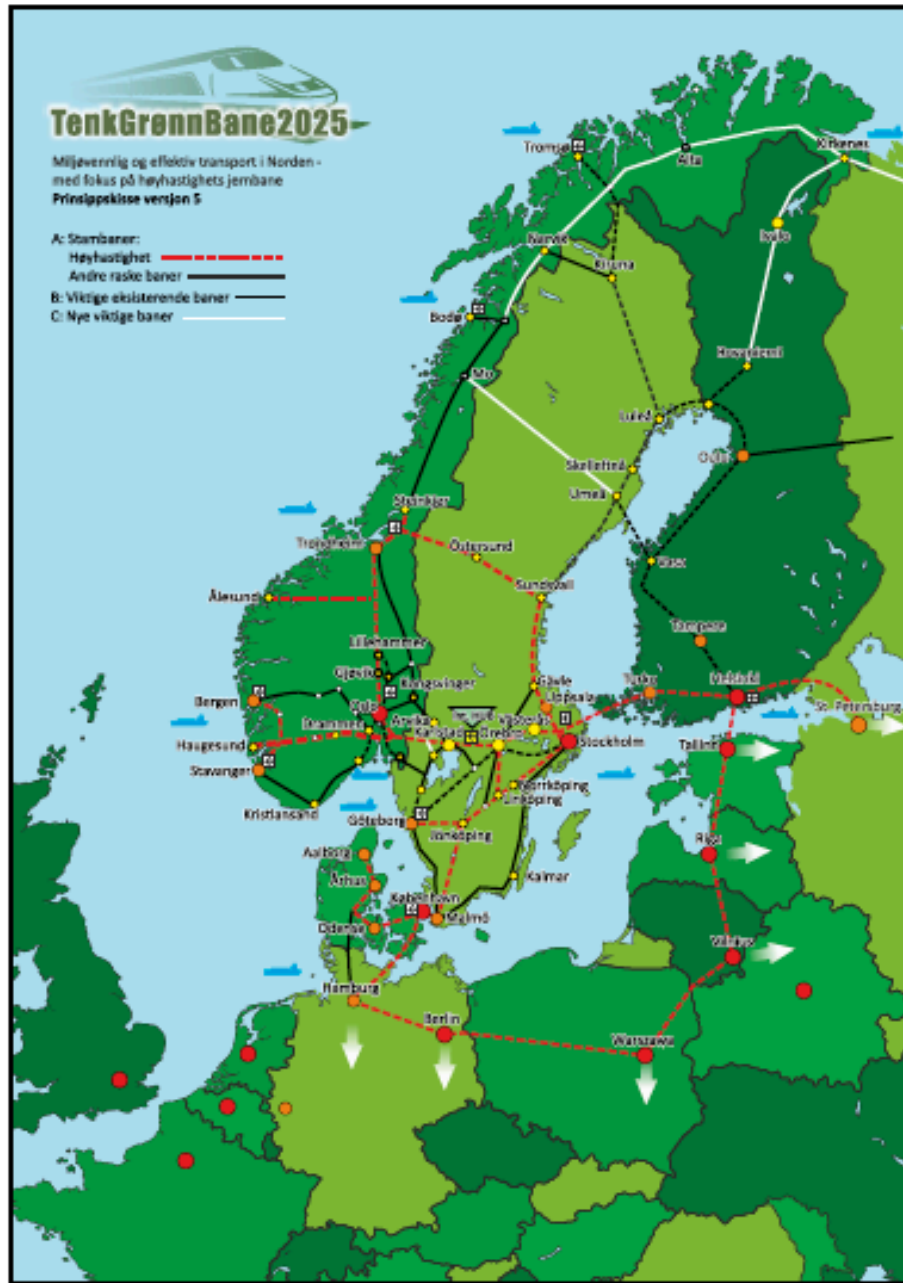 TenkGrønnBane2025
Miljøvennlig og effektiv transport i Norden -
med fokus på høyhastighets jernbane
Prinsippskisse versjon 5
A: Stambaner:
Høyhastighet
Andre raske baner
B: Viktige eksisterende baner
C: Nye viktige baner
Tromsø
Alta
Kirkenes
Narvik
Ivalo
Kiruna
Bodø
Rovaniemi
Mo
Luleå
Oulu
Skellefteå
Umeå
Steinkjer
Trondheim
Östersund
Sundsvall
Ålesund
Tampere
Lillehammer
Gjøvik
Kongsvinger
Gävle
Uppsala
Turku
Helsinki
Bergen
Oslo
Drammen
Arvika
Karlstad
Örebro
Västerås
St. Petersburg
Haugesund
Stockholm
Tallinn
Stavanger
Norrköping
Linköping
Kristiansand
Göteborg
Jönköping
Aalborg
Riga
Århus
Kalmar
København
Malmö
Odense
Vilnius
Hamburg
Berlin
Warszawa